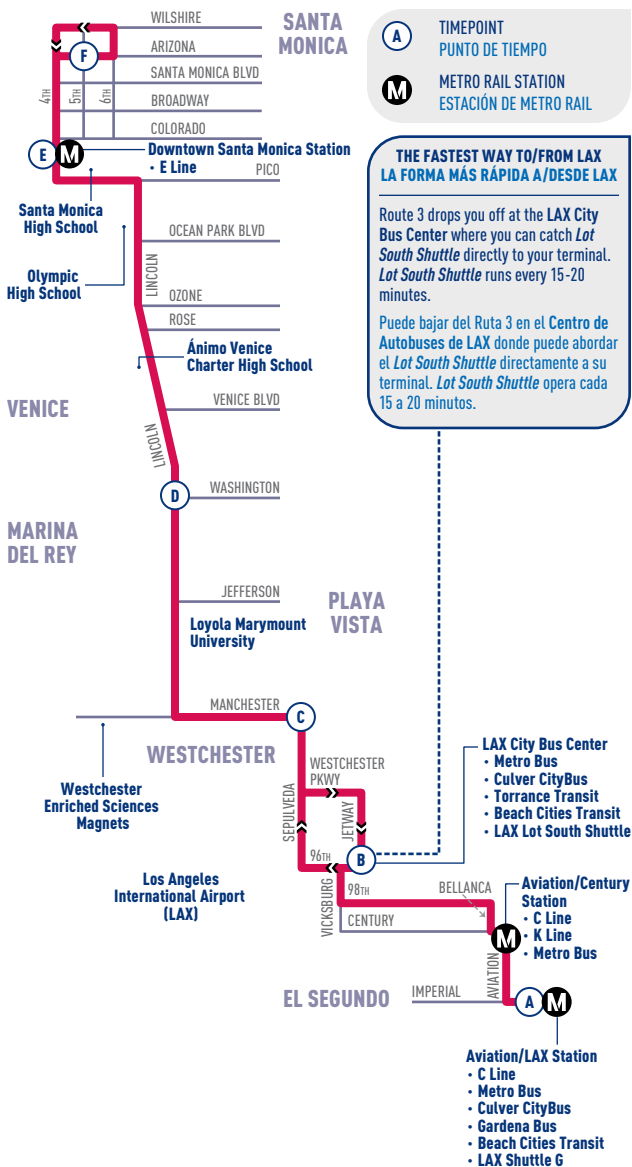 WILSHIRE
SANTA
MONICA
ARIZONA
F
SANTA MONICA BLVD
4TH
5TH
6TH
BROADWAY
COLORADO
E
M
Downtown Santa Monica Station
• E Line
PICO
Santa Monica
High School
OCEAN PARK BLVD
Olympic
High School
LINCOLN
OZONE
ROSE
Ánimo Venice
Charter High School
VENICE
VENICE BLVD
LINCOLN
D
WASHINGTON
MARINA
DEL REY
JEFFERSON
PLAYA
VISTA
Loyola Marymount
University
MANCHESTER
C
WESTCHESTER
Westchester
Enriched Sciences
Magnets
WESTCHESTER
PKWY
SEPULVEDA
JETWAY
96TH
B
LAX City Bus Center
• Metro Bus
• Culver CityBus
• Torrance Transit
• Beach Cities Transit
• LAX Lot South Shuttle
Los Angeles
International Airport
(LAX)
VICKSBURG
98TH
BELLANCA
CENTURY
M
Aviation/Century
Station
• C Line
• K Line
• Metro Bus
AVIATION
EL SEGUNDO
IMPERIAL
A
M
Aviation/LAX Station
• C Line
• Metro Bus
• Culver CityBus
• Gardena Bus
• Beach Cities Transit
• LAX Shuttle G
A
TIMEPOINT
PUNTO DE TIEMPO
M
METRO RAIL STATION
ESTACIÓN DE METRO RAIL
THE FASTEST WAY TO/FROM LAX
LA FORMA MÁS RÁPIDA A/DESDE LAX
Route 3 drops you off at the LAX City
Bus Center where you can catch Lot
South Shuttle directly to your terminal.
Lot South Shuttle runs every 15-20
minutes.
Puede bajar del Ruta 3 en el Centro de
Autobuses de LAX donde puede abordar
el Lot South Shuttle directamente a su
terminal. Lot South Shuttle opera cada
15 a 20 minutos.